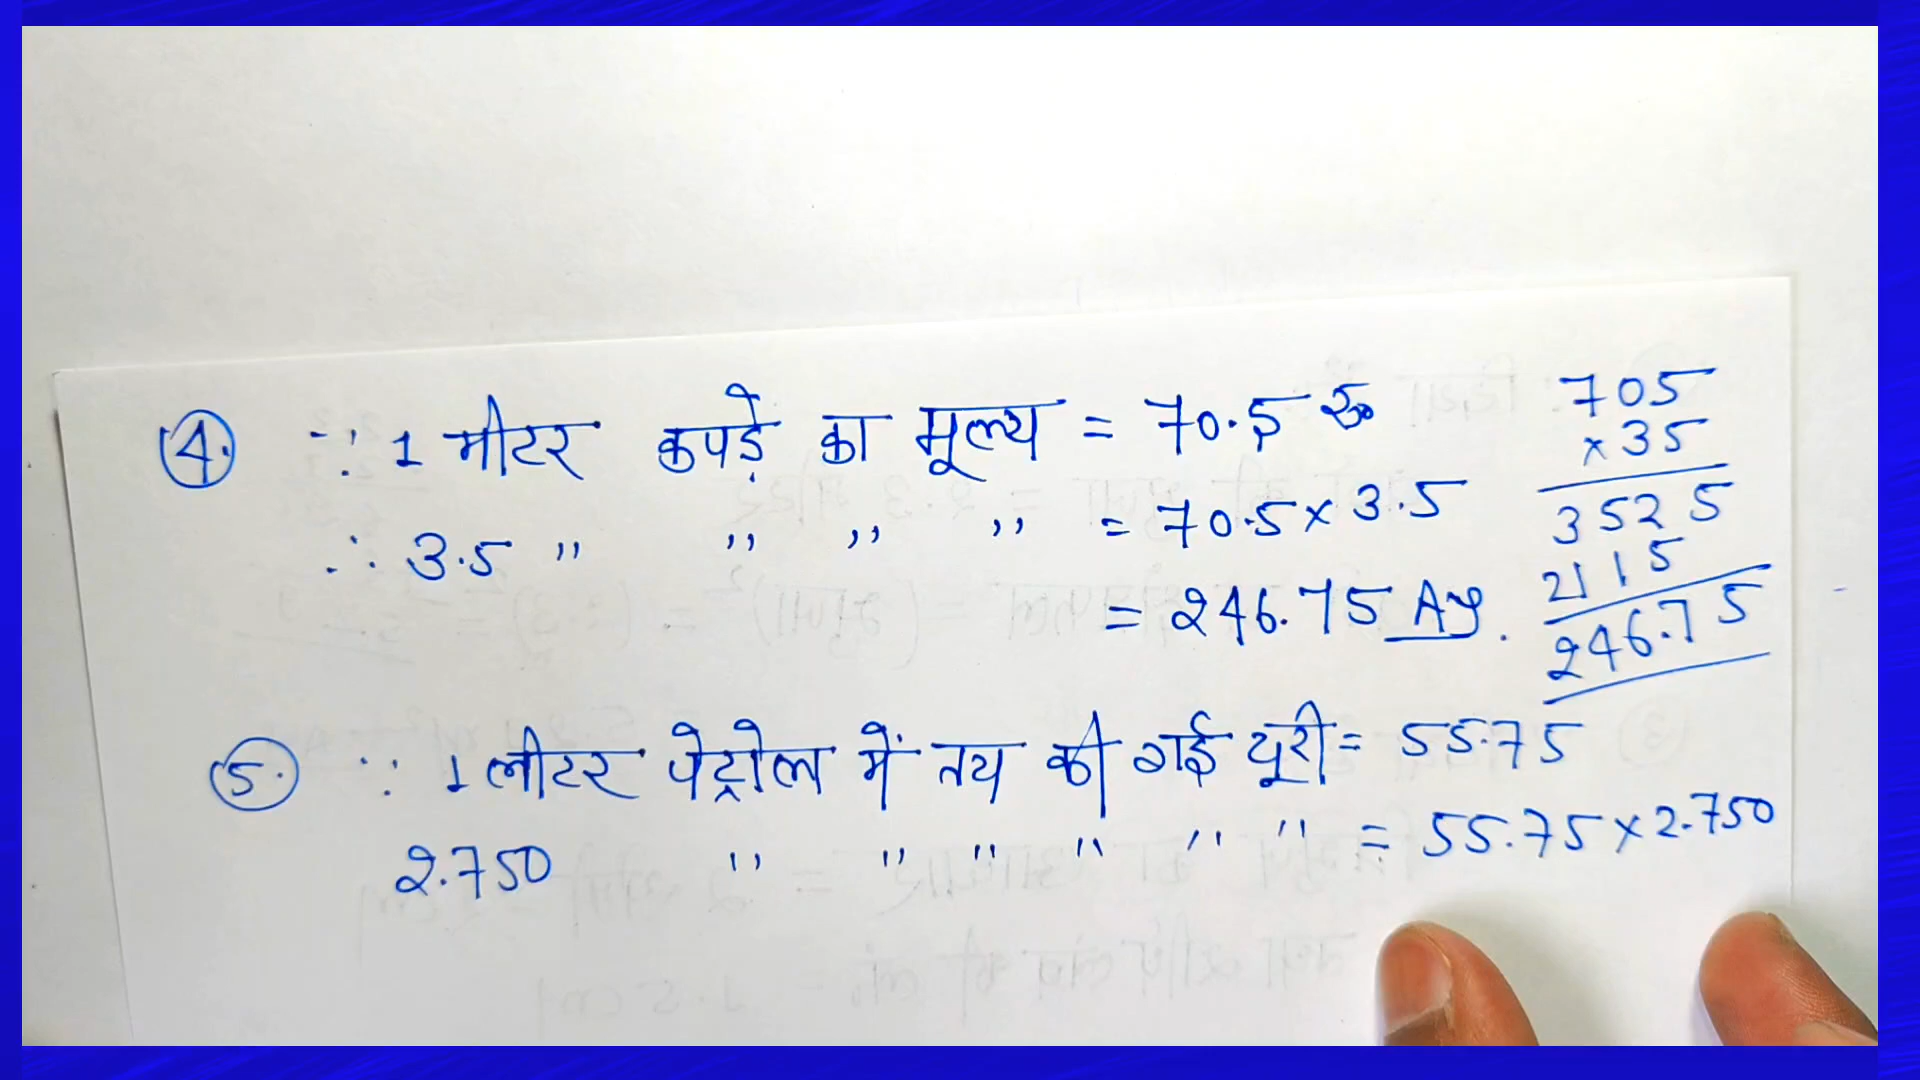 4. ∵ 1 मीटर कपड़े का मूल्य = 70.5 रु०
∴ 3.5 " " " " = 70.5 x 3.5
= 246.75 Ans.
705
x 35
3525
2115
246.75
5. ∵ 1 लीटर पेट्रोल में तय की गई दूरी = 55.75
2.750 " " " " " " = 55.75 x 2.750